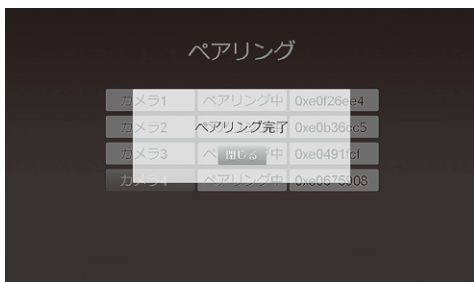 ペアリング
カメラ1 ペアリング中 0xe0f26ee4
カメラ2 ペアリング完了 0xe0b36cc5
カメラ3 ペ 閉じる 中 0xe0491fcf
カメラ4 ペアリング中 0xe0675908